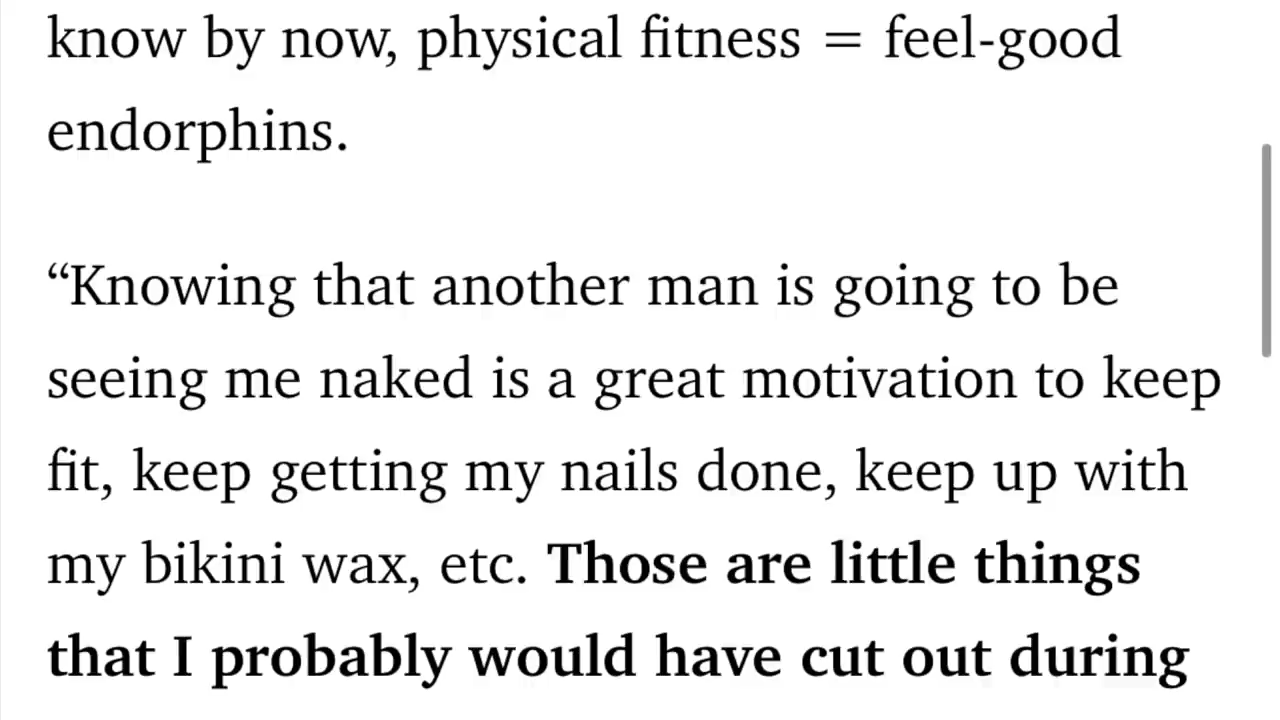 know by now, physical fitness = feel-good
endorphins.
“Knowing that another man is going to be
seeing me naked is a great motivation to keep
fit, keep getting my nails done, keep up with
my bikini wax, etc. Those are little things
that I probably would have cut out during